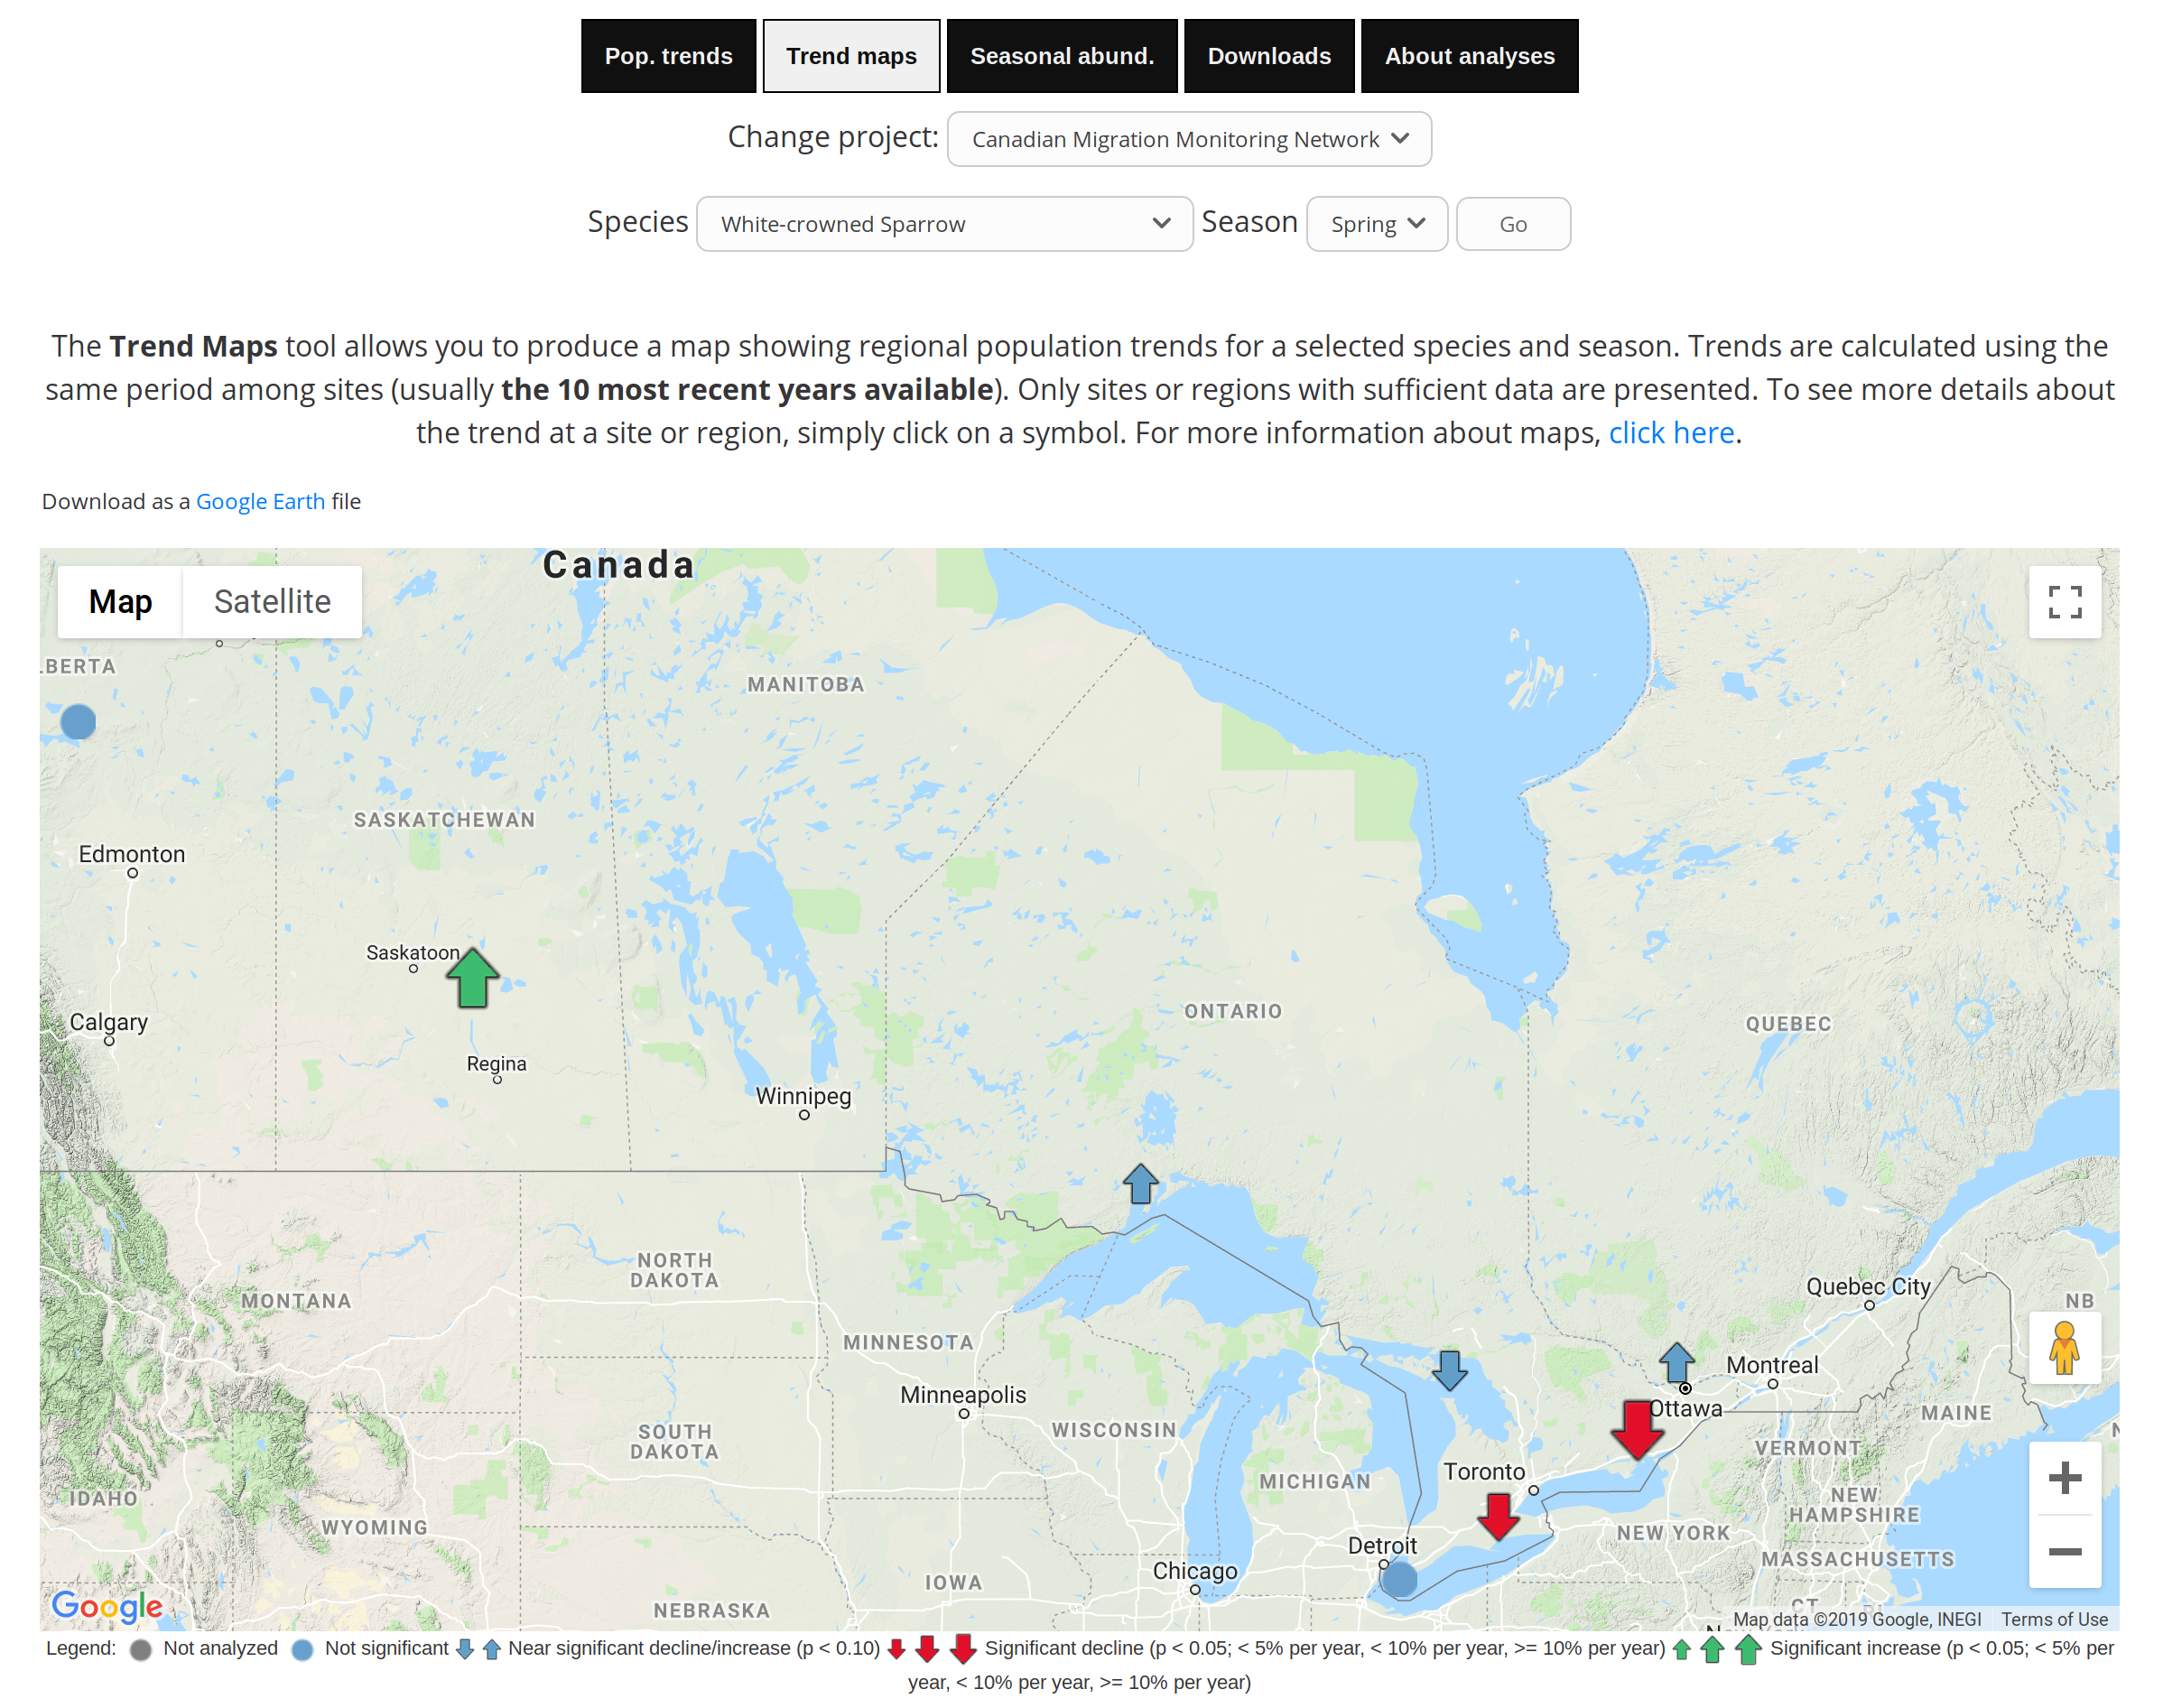 Pop. trends
Trend maps
Seasonal abund.
Downloads
About analyses
Change project: Canadian Migration Monitoring Network
Species White-crowned Sparrow Season Spring Go
The Trend Maps tool allows you to produce a map showing regional population trends for a selected species and season. Trends are calculated using the
same period among sites (usually the 10 most recent years available). Only sites or regions with sufficient data are presented. To see more details about
the trend at a site or region, simply click on a symbol. For more information about maps, click here.
Download as a Google Earth file
Canada
Map
Satellite
LBERTA
MANITOBA
SASKATCHEWAN
Edmonton
Saskatoon
ONTARIO
Calgary
QUEBEC
Regina
Winnipeg
NORTH
DAKOTA
Quebec City
MONTANA
NB
MINNESOTA
Montreal
Minneapolis
Ottawa
MAINE
SOUTH
DAKOTA
WISCONSIN
VERMONT
Toronto
MICHIGAN
IDAHO
NEW
HAMPSHIRE
WYOMING
NEW YORK
Detroit
MASSACHUSETTS
Chicago
IOWA
CT
NEBRASKA
Google
Map data ©2019 Google, INEGI
Terms of Use
Legend: Not analyzed Not significant Near significant decline/increase (p < 0.10) Significant decline (p < 0.05; < 5% per year, < 10% per year, >= 10% per year) Significant increase (p < 0.05; < 5% per
year, < 10% per year, >= 10% per year)